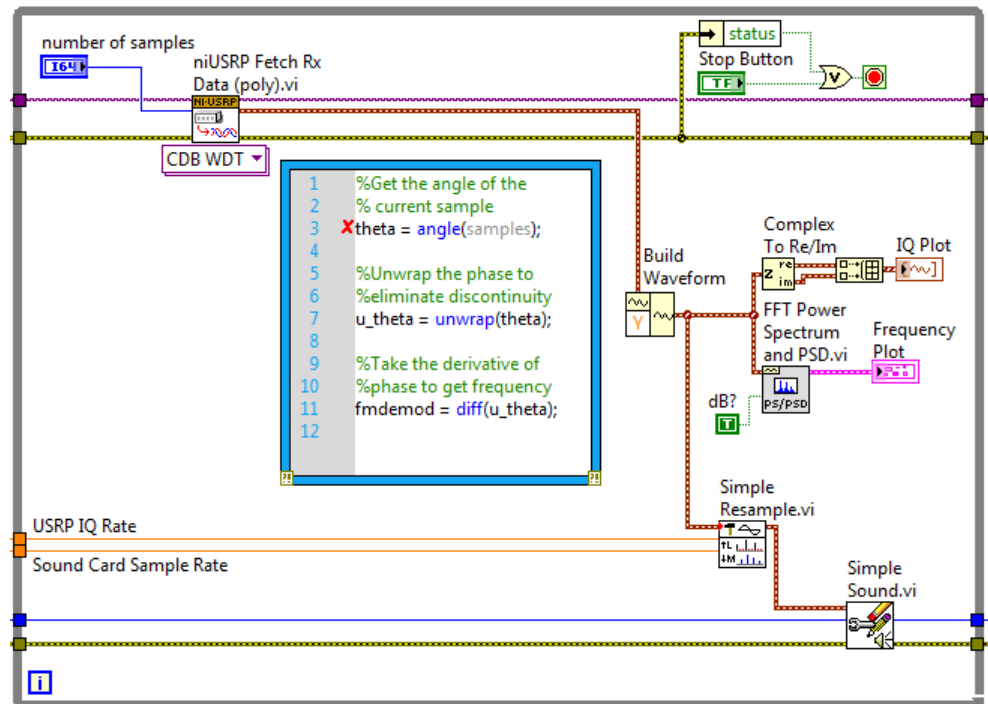 number of samples
I64
niUSRP Fetch Rx
Data (poly).vi
NI-USRP
CDB WDT
status
Stop Button
TF
V
1 %Get the angle of the
2 % current sample
3 theta = angle(samples);
4
5 %Unwrap the phase to
6 %eliminate discontinuity
7 u_theta = unwrap(theta);
8
9 %Take the derivative of
10 %phase to get frequency
11 fmdemod = diff(u_theta);
12
?!
?!
Build
Waveform
Y
Complex
To Re/Im
z re
im
IQ Plot
FFT Power
Spectrum
and PSD.vi
PS/PSD
Frequency
Plot
dB?
T
Simple
Resample.vi
↑L
↓M
USRP IQ Rate
Sound Card Sample Rate
Simple
Sound.vi
i